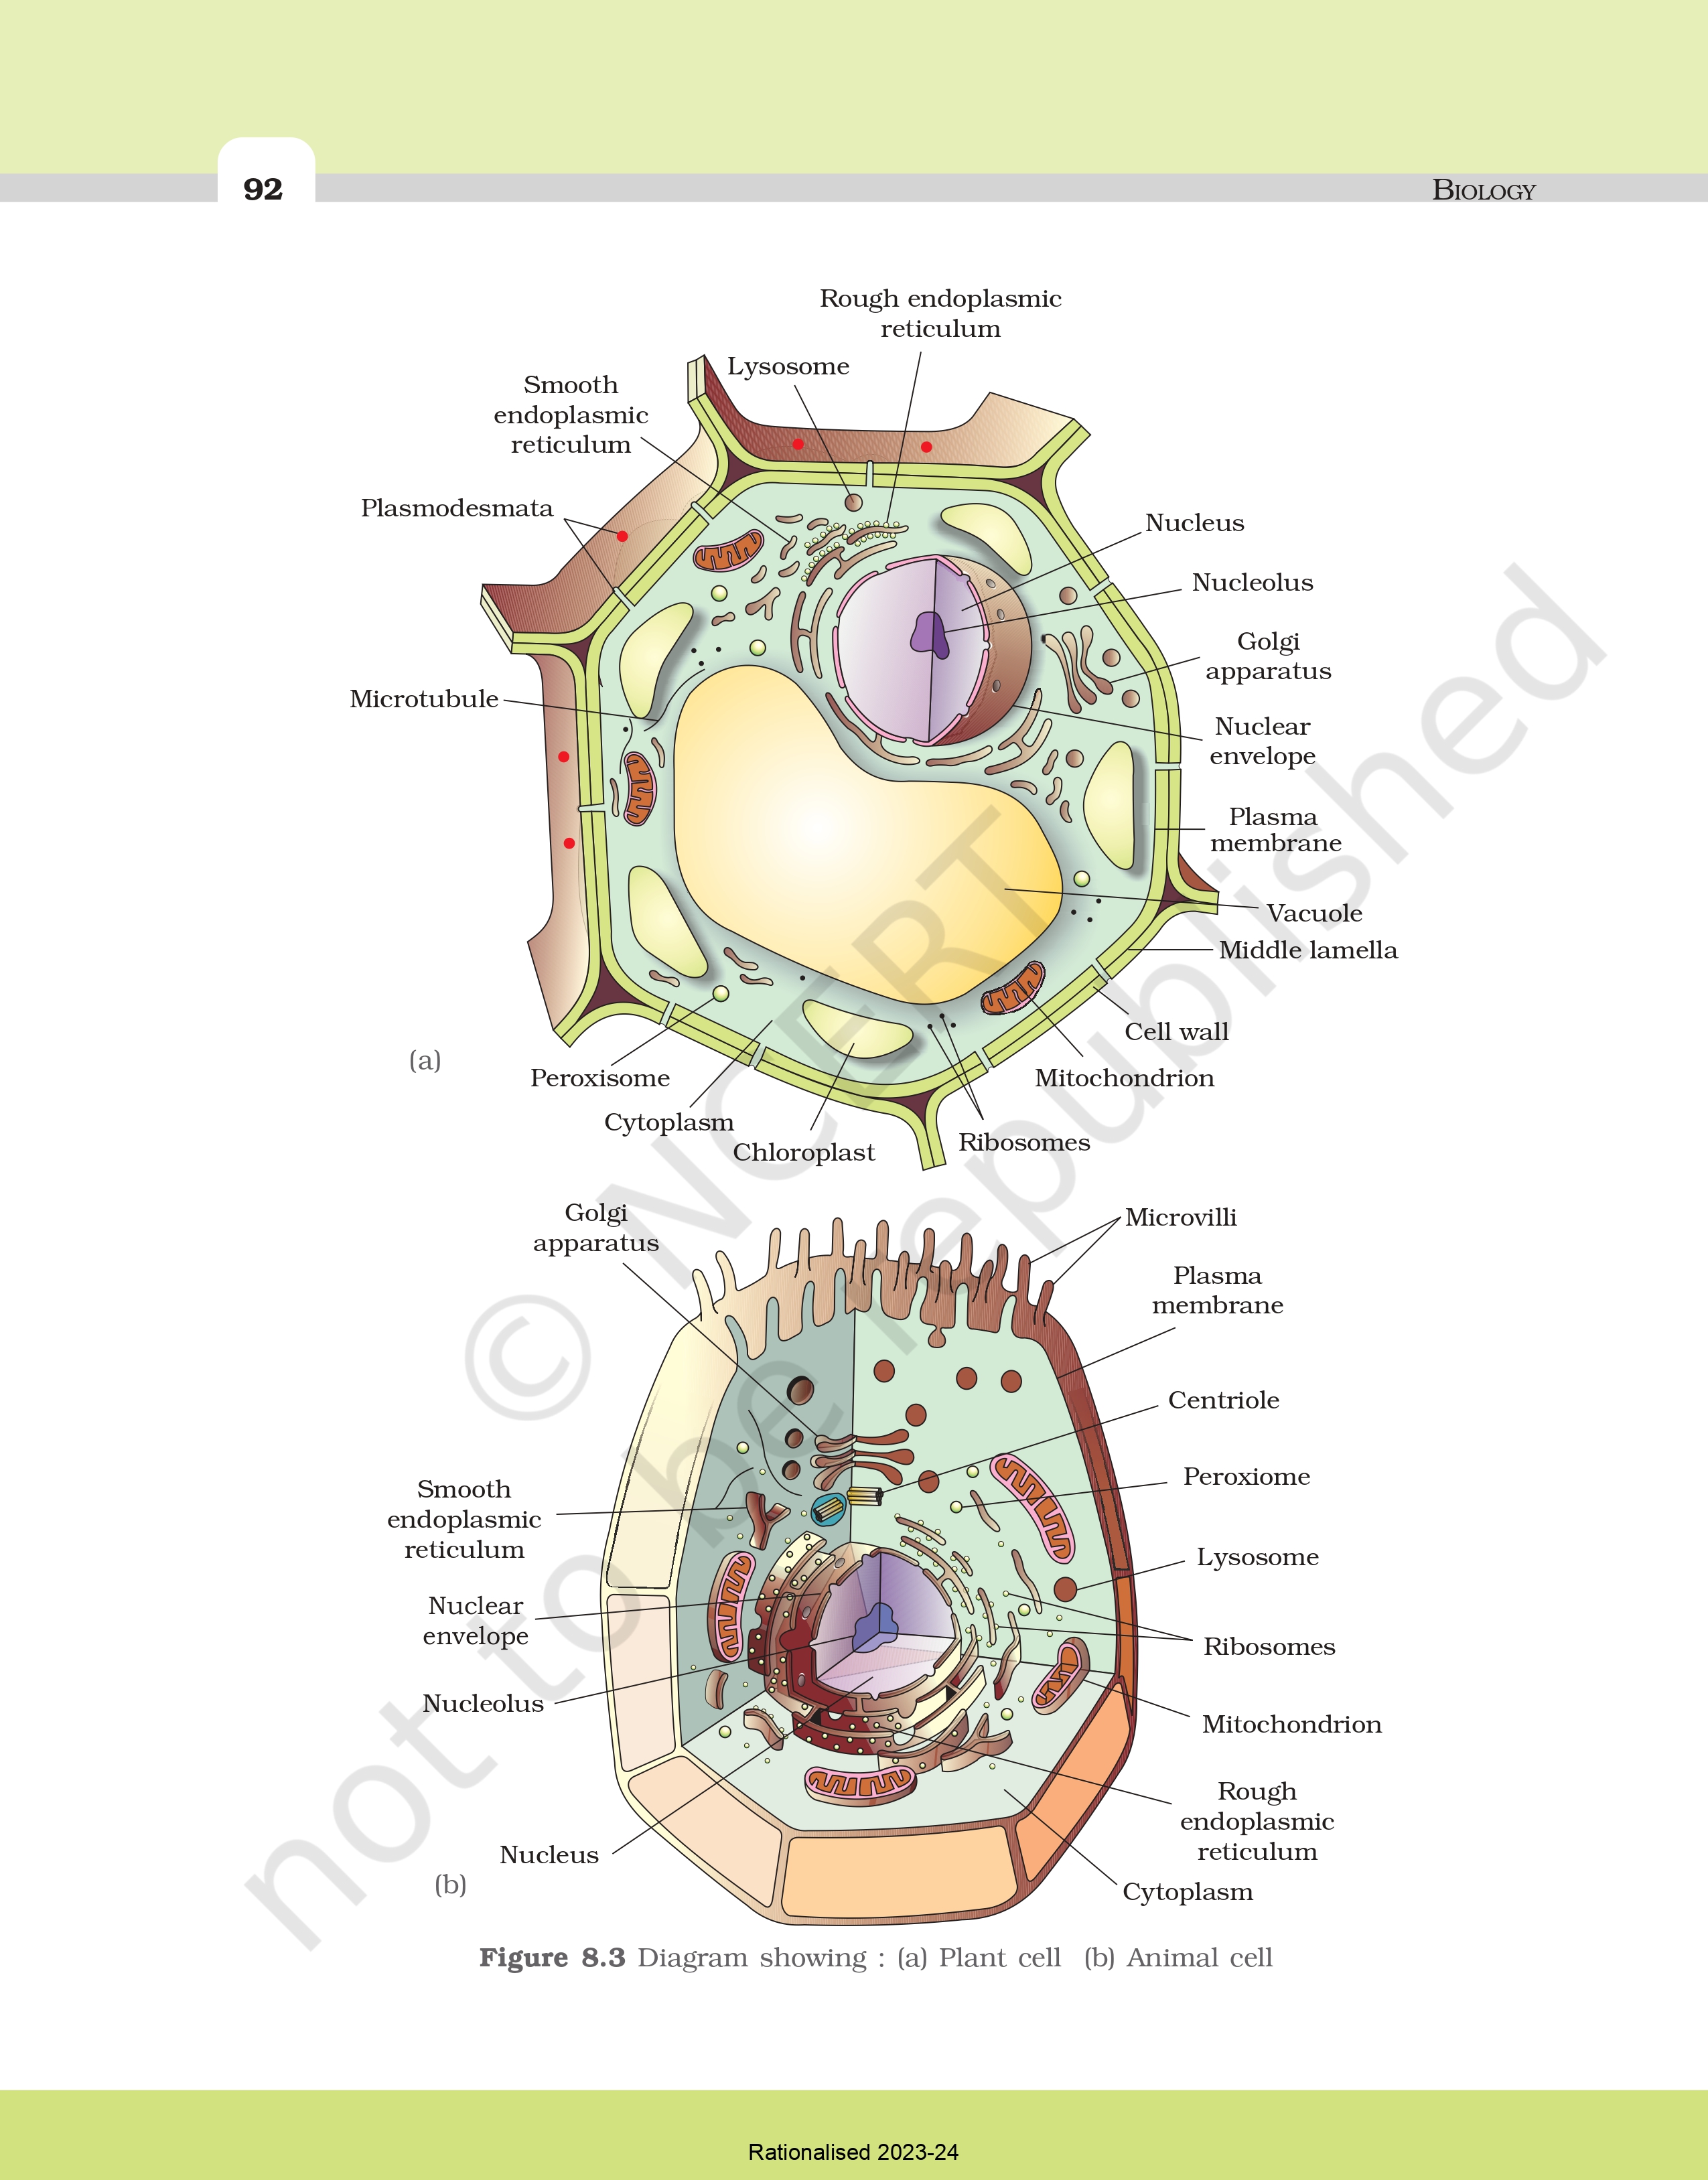 92
BIOLOGY
Rough endoplasmic
reticulum
Lysosome
Smooth
endoplasmic
reticulum
Plasmodesmata
Nucleus
Nucleolus
Golgi
apparatus
Microtubule
Nuclear
envelope
Plasma
membrane
Vacuole
Middle lamella
Cell wall
(a)
Peroxisome
Mitochondrion
Cytoplasm
Chloroplast
Ribosomes
Golgi
apparatus
Microvilli
Plasma
membrane
Centriole
Peroxiome
Smooth
endoplasmic
reticulum
Lysosome
Nuclear
envelope
Ribosomes
Nucleolus
Mitochondrion
Rough
endoplasmic
reticulum
Nucleus
(b)
Cytoplasm
Figure 8.3 Diagram showing : (a) Plant cell (b) Animal cell
© NCERT
not to be republished
Rationalised 2023-24